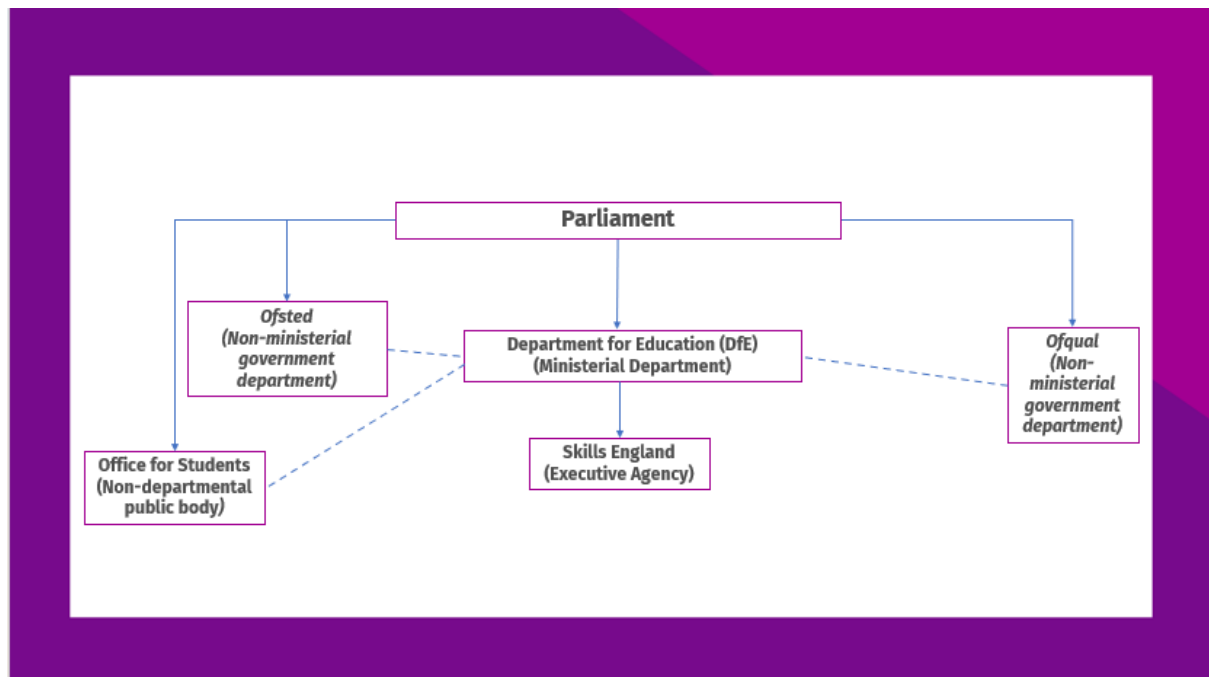 Parliament
Ofsted
(Non-ministerial
government
department)
Department for Education (DfE)
(Ministerial Department)
Ofqual
(Non-
ministerial
government
department)
Office for Students
(Non-departmental
public body)
Skills England
(Executive Agency)